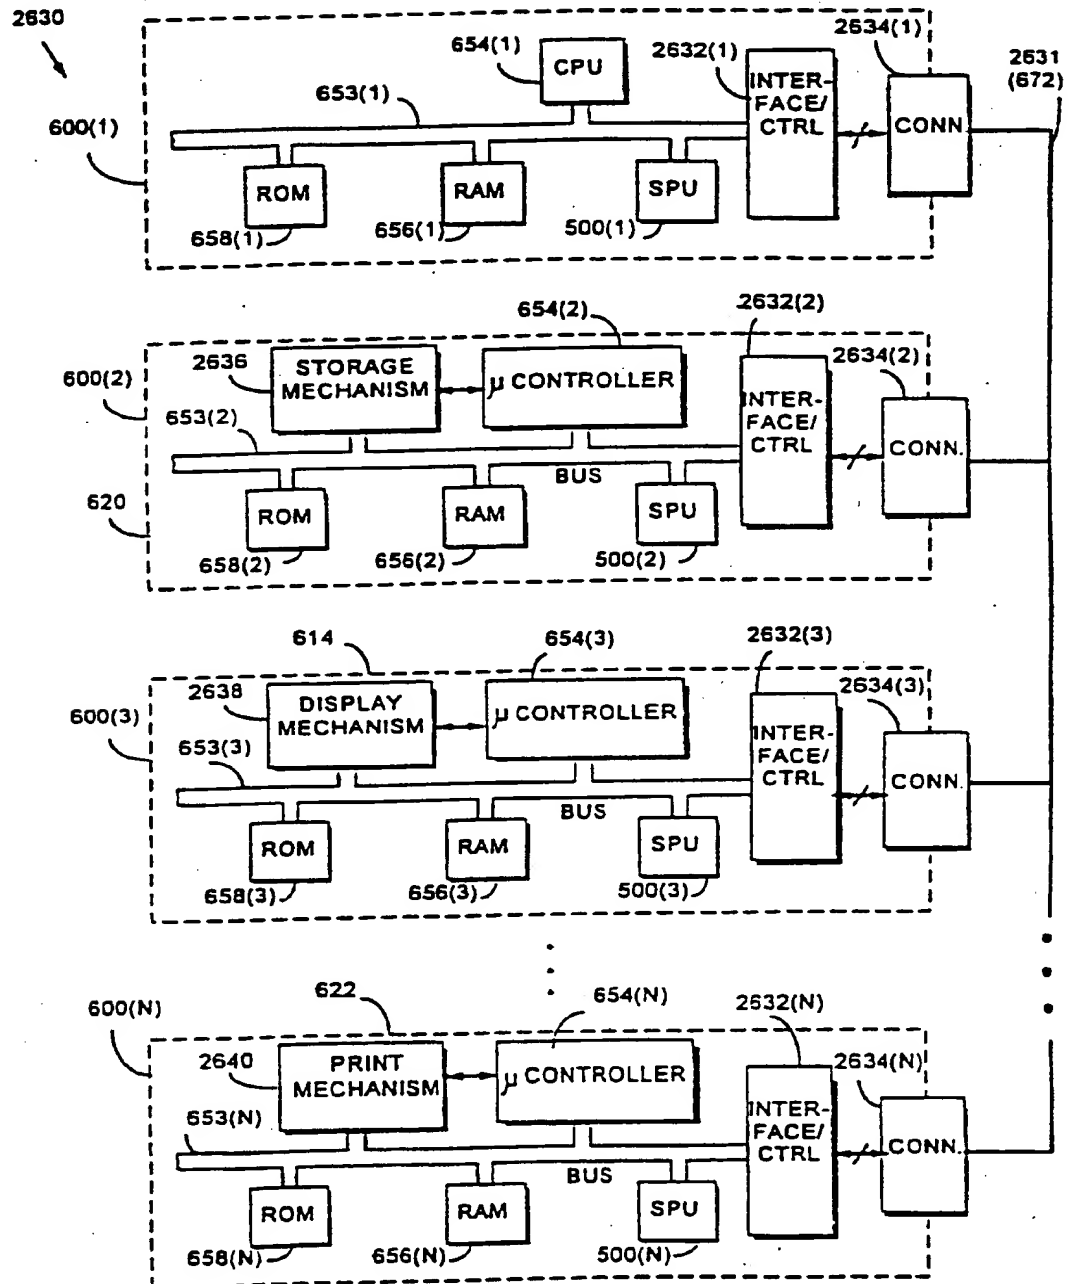 2630
654(1)
2632(1)
2634(1)
2631
(672)
CPU
INTER-
FACE/
CTRL
CONN.
653(1)
600(1)
ROM
RAM
SPU
658(1)
656(1)
500(1)
654(2)
2632(2)
2634(2)
600(2)
2636
STORAGE
MECHANISM
µ CONTROLLER
INTER-
FACE/
CTRL
CONN.
653(2)
BUS
620
ROM
RAM
SPU
658(2)
656(2)
500(2)
614
654(3)
2632(3)
2634(3)
600(3)
2638
DISPLAY
MECHANISM
µ CONTROLLER
INTER-
FACE/
CTRL
CONN.
653(3)
BUS
ROM
RAM
SPU
658(3)
656(3)
500(3)
600(N)
622
654(N)
2632(N)
2634(N)
2640
PRINT
MECHANISM
µ CONTROLLER
INTER-
FACE/
CTRL
CONN.
653(N)
BUS
ROM
RAM
SPU
658(N)
656(N)
500(N)